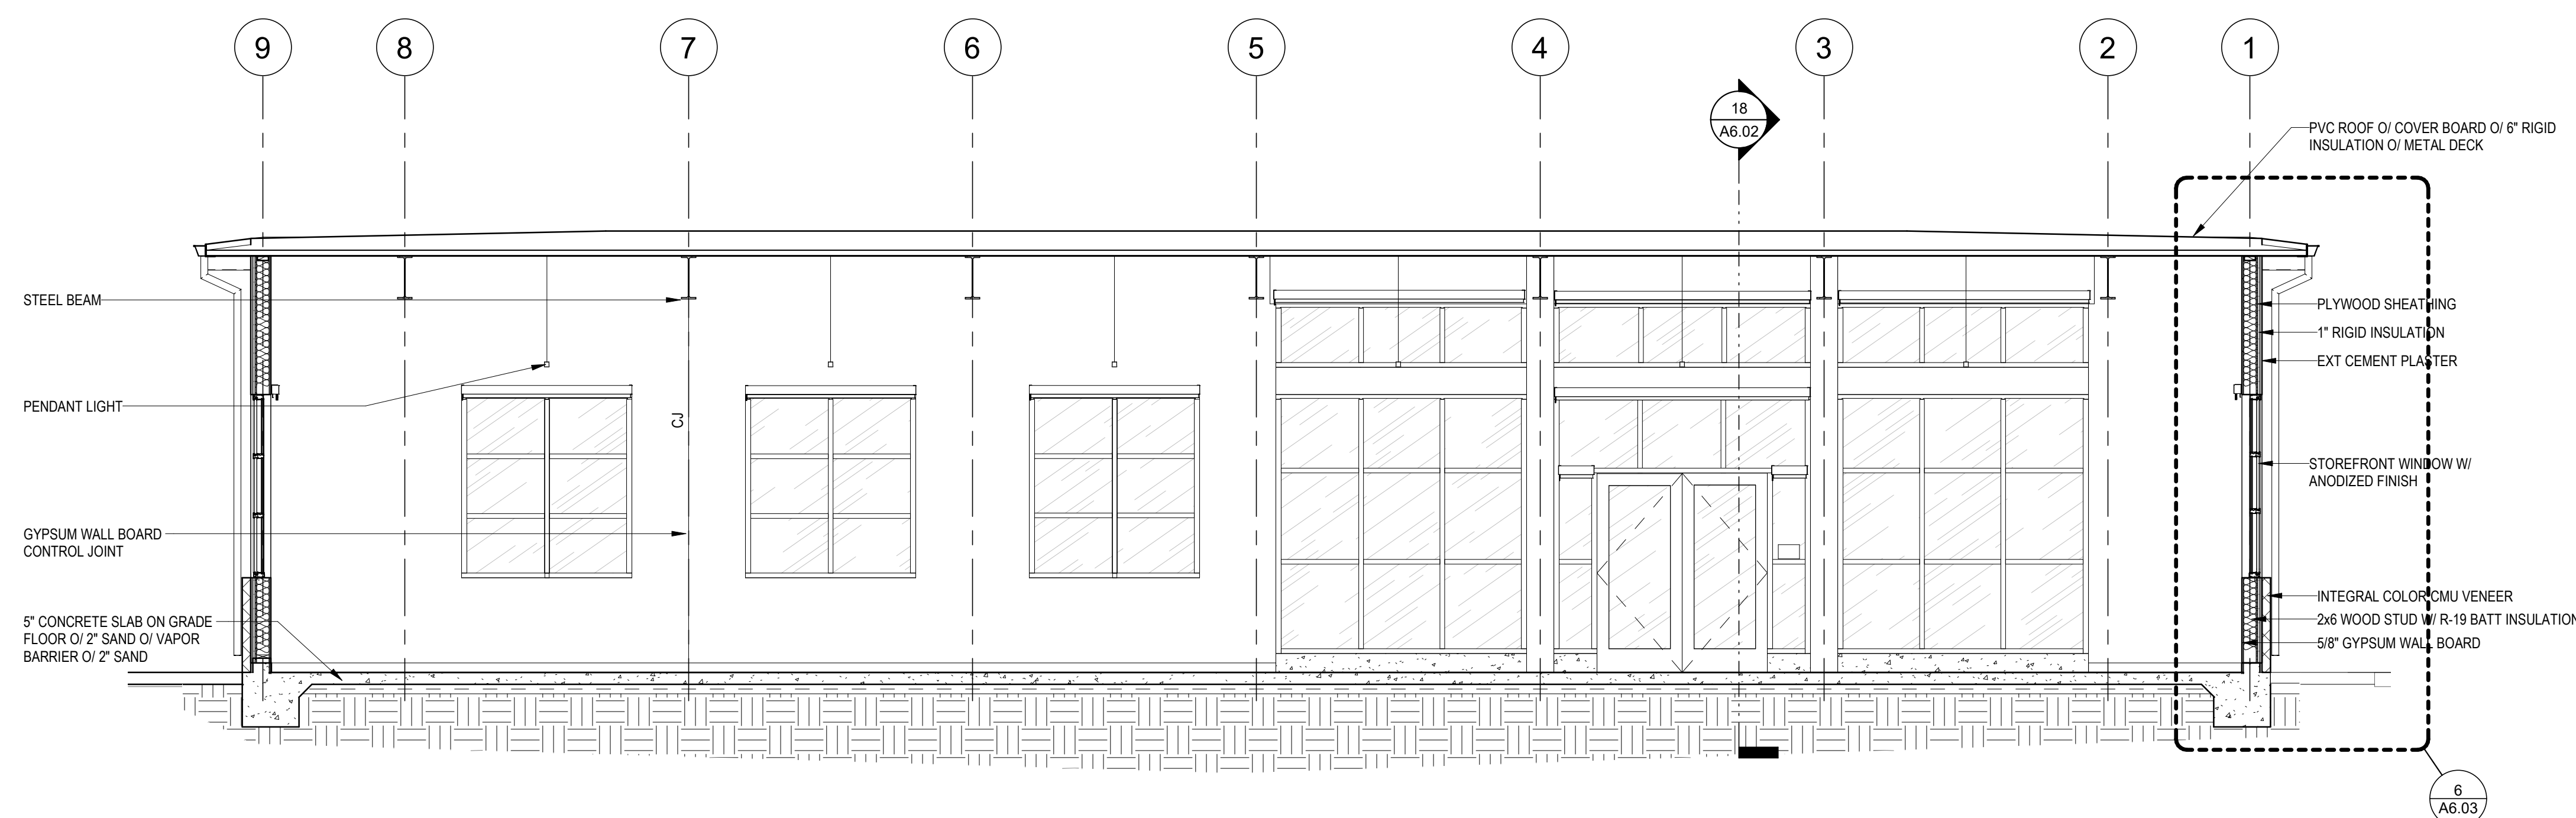 9
8
7
6
5
4
3
2
1
18
A6.02
PVC ROOF O/ COVER BOARD O/ 6" RIGID
INSULATION O/ METAL DECK
STEEL BEAM
PENDANT LIGHT
CJ
GYPSUM WALL BOARD
CONTROL JOINT
5" CONCRETE SLAB ON GRADE
FLOOR O/ 2" SAND O/ VAPOR
BARRIER O/ 2" SAND
PLYWOOD SHEATHING
1" RIGID INSULATION
EXT CEMENT PLASTER
STOREFRONT WINDOW W/
ANODIZED FINISH
INTEGRAL COLOR CMU VENEER
2x6 WOOD STUD W/ R-19 BATT INSULATION
5/8" GYPSUM WALL BOARD
6
A6.03